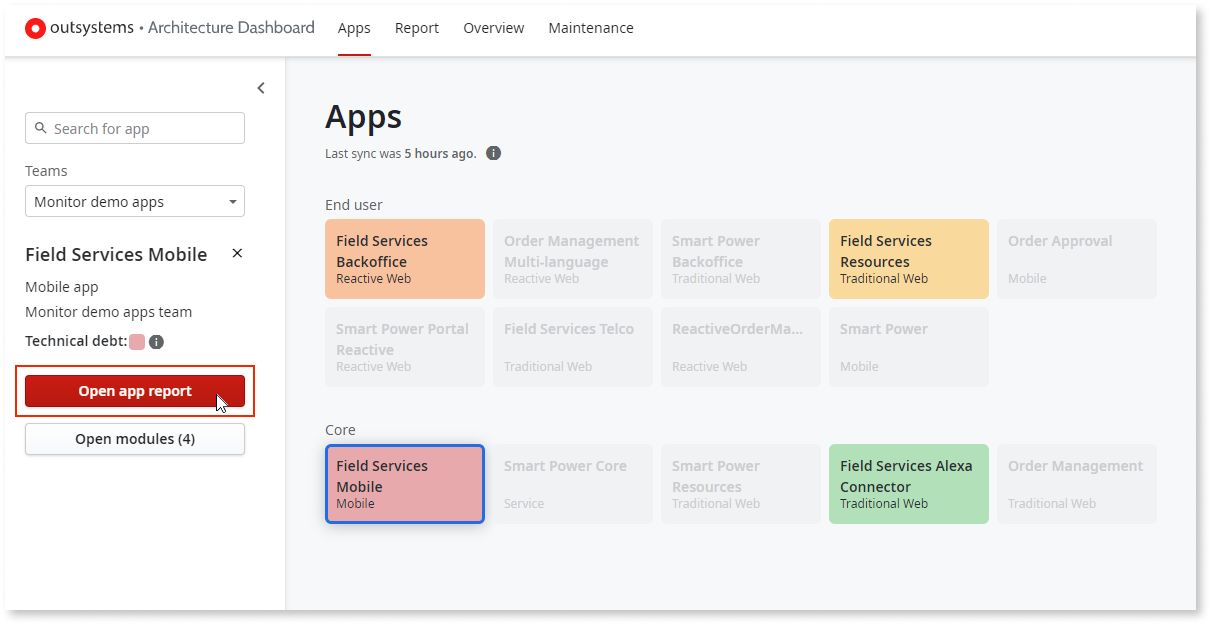 outsystems • Architecture Dashboard Apps Report Overview Maintenance
Search for app
Teams
Monitor demo apps
Field Services Mobile
Mobile app
Monitor demo apps team
Technical debt:
Open app report
Open modules (4)
Apps
Last sync was 5 hours ago.
End user
Field Services
Backoffice
Reactive Web
Order Management
Multi-language
Reactive Web
Smart Power
Backoffice
Traditional Web
Field Services
Resources
Traditional Web
Order Approval
Mobile
Smart Power Portal
Reactive
Reactive Web
Field Services Telco
Traditional Web
ReactiveOrderMa...
Reactive Web
Smart Power
Mobile
Core
Field Services
Mobile
Mobile
Smart Power Core
Service
Smart Power
Resources
Traditional Web
Field Services Alexa
Connector
Traditional Web
Order Management
Traditional Web